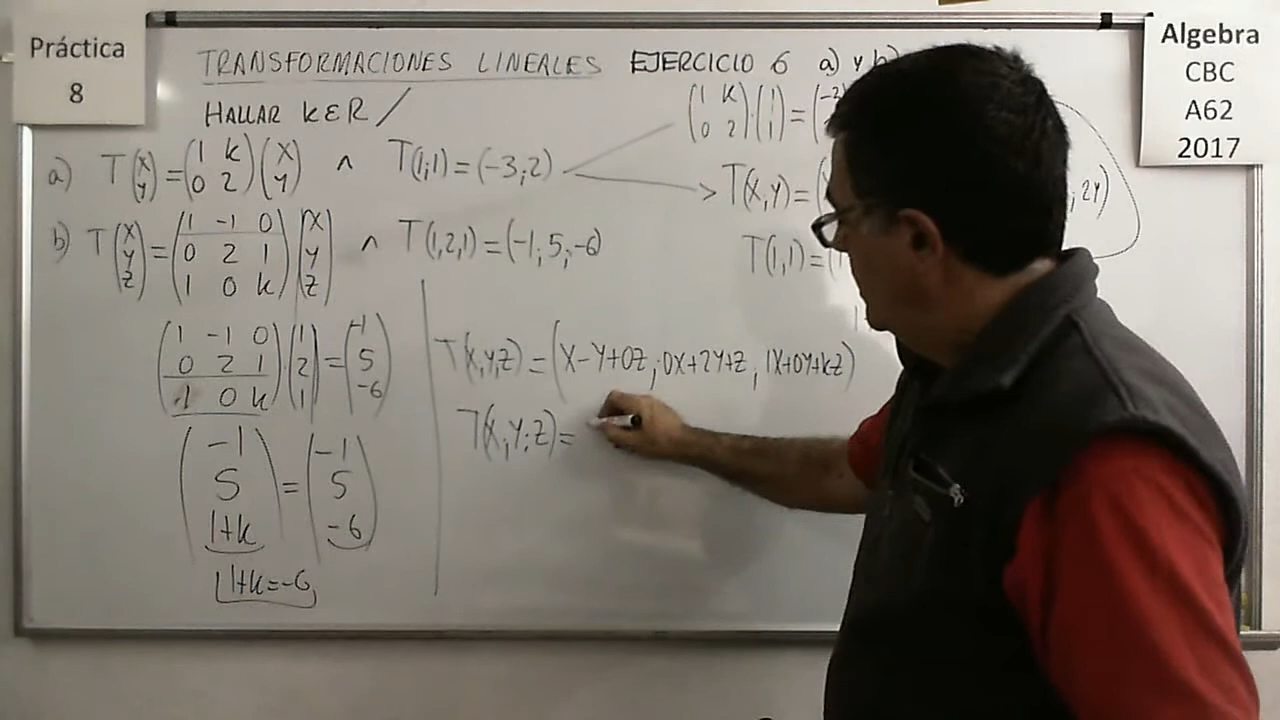 Práctica
8
TRANSFORMACIONES LINEALES EJERCICIO 6 a) y b)
HALLAR KER /
a) T(x y) = (1 k 0 2)(x y) ∧ T(1;1) = (-3;2)
b) T(x y z) = (1 -1 0 0 2 1 1 0 k)(x y z) ∧ T(1,2,1) = (-1;5;-6)
(1 -1 0 0 2 1 1 0 k)·(1 2 1) = (-1 5 -6)
(-1 5 1+k) = (-1 5 -6)
1+k=-6
(1 k 0 2)·(1 1) =
T(x,y) = ;2y)
T(1,1) =
T(x,y,z) = (x-y+0z; 0x+2y+z, 1x+0y+kz)
T(x;y;z) =
Algebra
CBC
A62
2017